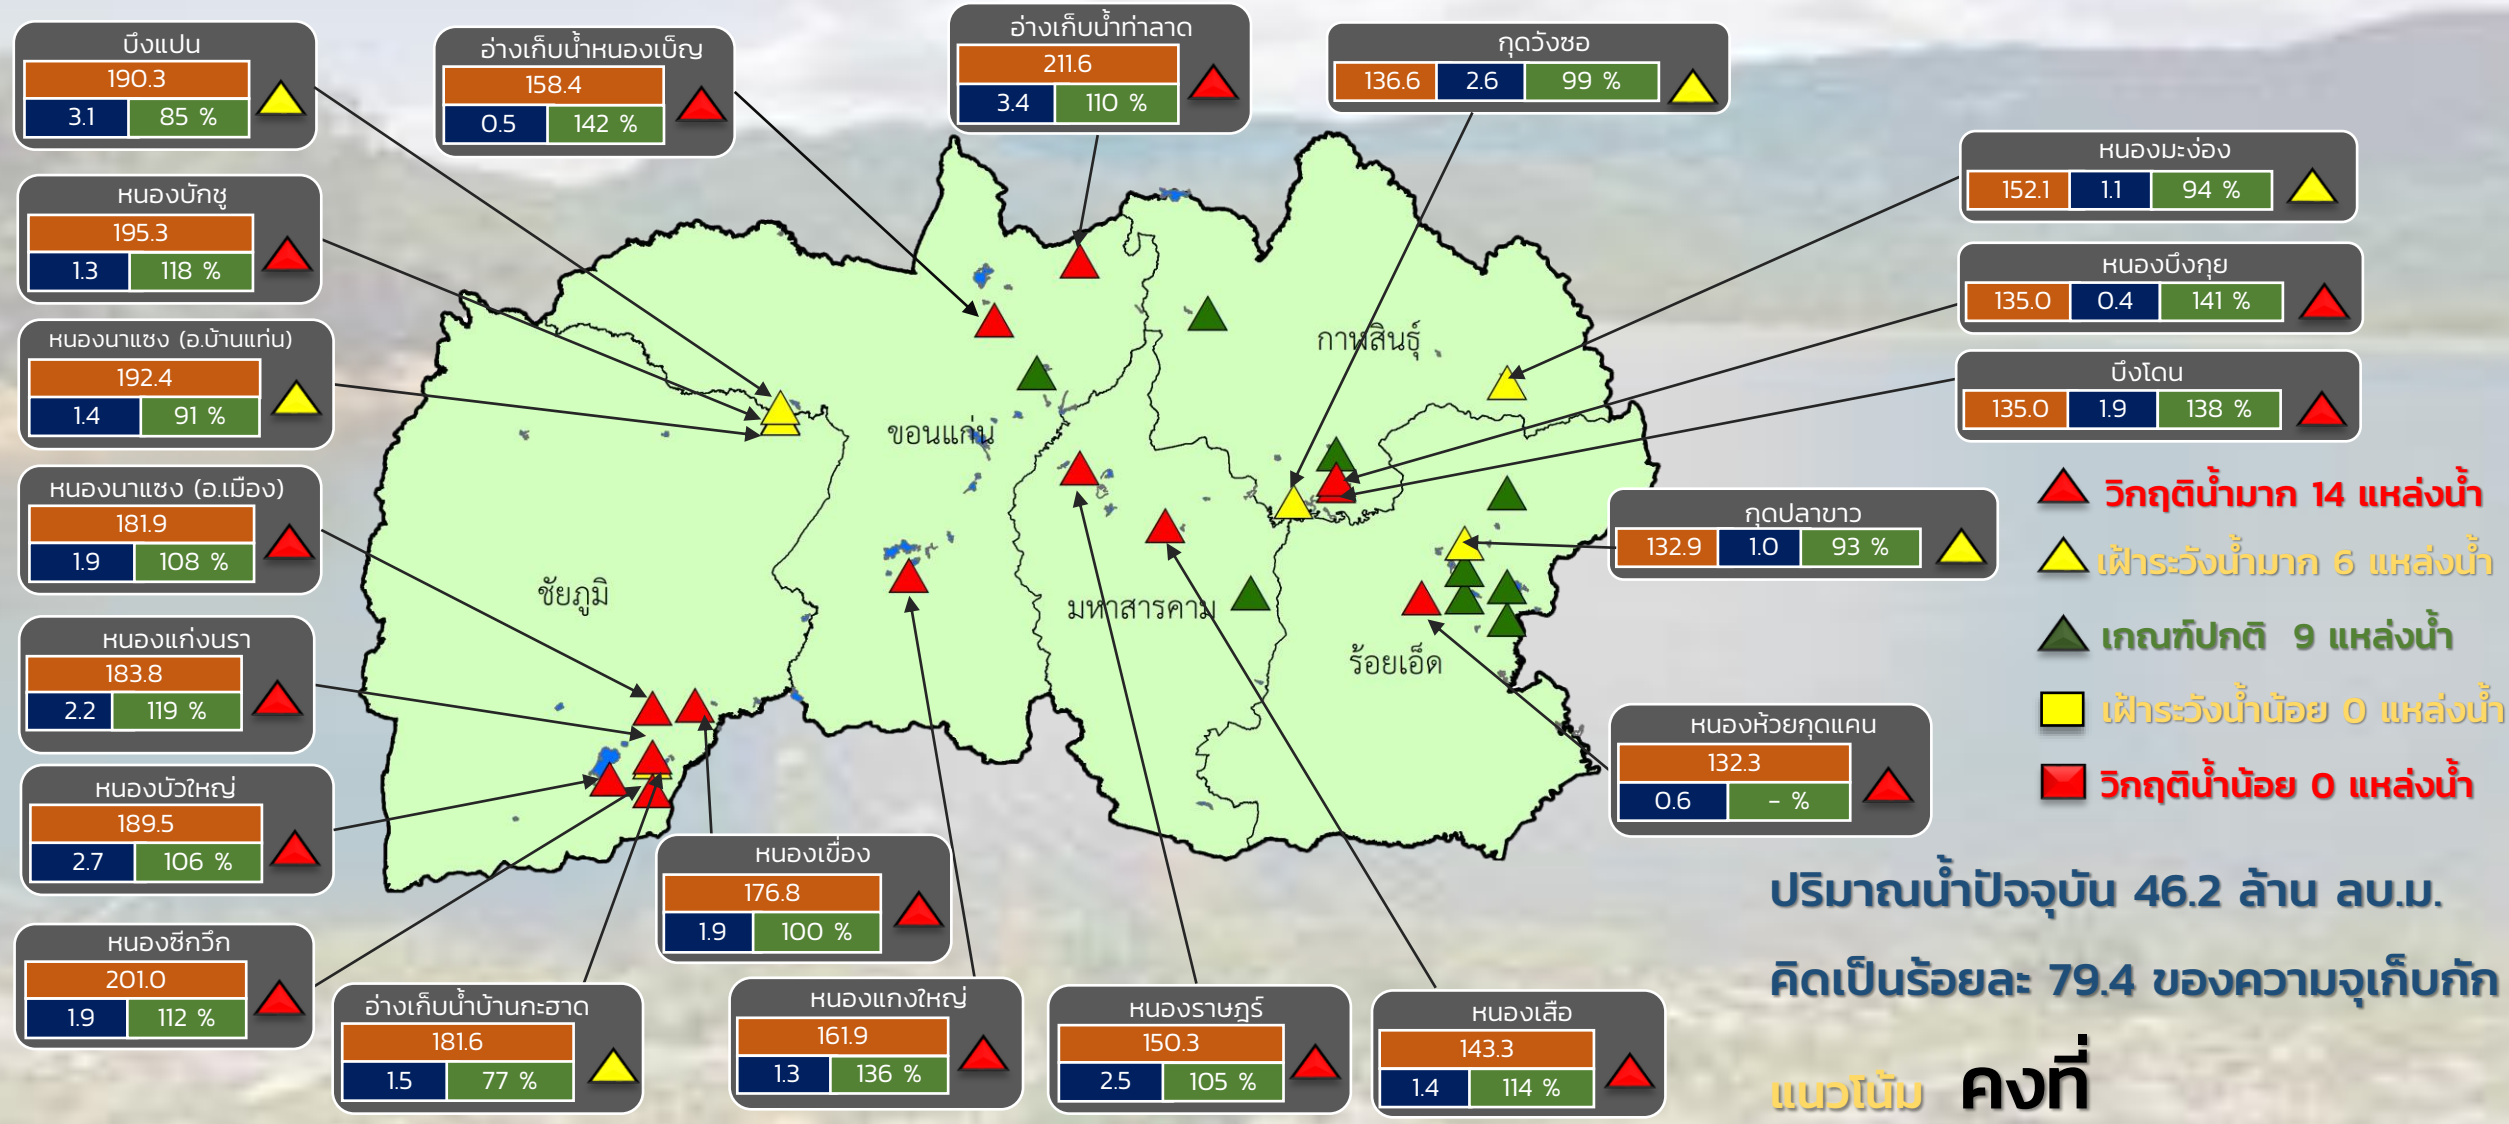 บึงแปน
190.3
3.1 85 %
อ่างเก็บน้ำหนองเบ็ญ
158.4
0.5 142 %
อ่างเก็บน้ำท่าลาด
211.6
3.4 110 %
กุดวังซอ
136.6 2.6 99 %
หนองมะง่อง
152.1 1.1 94 %
หนองบักชู
195.3
1.3 118 %
หนองบึงกุย
135.0 0.4 141 %
หนองนาแซง (อ.บ้านแท่น)
192.4
1.4 91 %
บึงโดน
135.0 1.9 138 %
หนองนาแซง (อ.เมือง)
181.9
1.9 108 %
กุดปลาขาว
132.9 1.0 93 %
หนองแก่งนรา
183.8
2.2 119 %
หนองห้วยกุดแคน
132.3
0.6 - %
หนองบัวใหญ่
189.5
2.7 106 %
หนองเขื่อง
176.8
1.9 100 %
หนองซีกวึก
201.0
1.9 112 %
อ่างเก็บน้ำบ้านกะฮาด
181.6
1.5 77 %
หนองแกงใหญ่
161.9
1.3 136 %
หนองราษฎร์
150.3
2.5 105 %
หนองเสือ
143.3
1.4 114 %
กาฬสินธุ์
ขอนแก่น
ชัยภูมิ
มหาสารคาม
ร้อยเอ็ด
วิกฤติน้ำมาก 14 แหล่งน้ำ
เฝ้าระวังน้ำมาก 6 แหล่งน้ำ
เกณฑ์ปกติ 9 แหล่งน้ำ
เฝ้าระวังน้ำน้อย 0 แหล่งน้ำ
วิกฤติน้ำน้อย 0 แหล่งน้ำ
ปริมาณน้ำปัจจุบัน 46.2 ล้าน ลบ.ม.
คิดเป็นร้อยละ 79.4 ของความจุเก็บกัก
แนวโน้ม คงที่